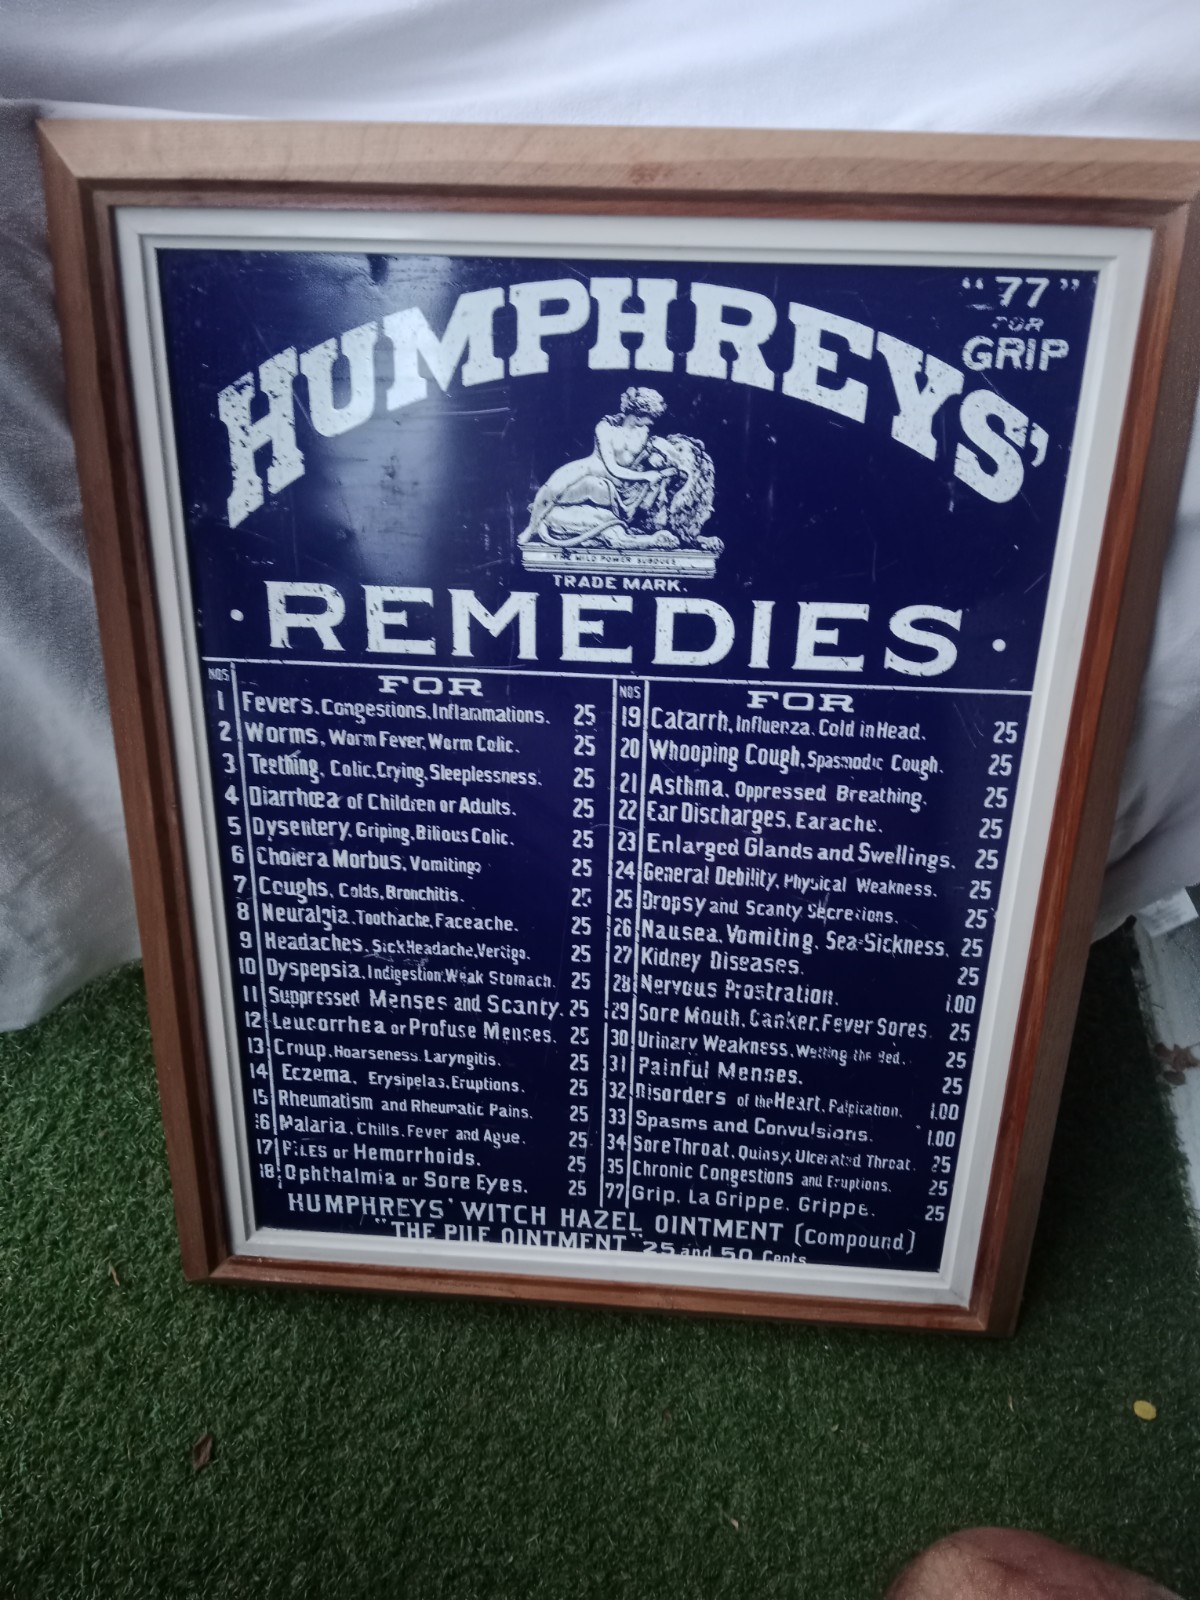 "77"
FOR
GRIP
HUMPHREYS'
THE MILD POWER SUBDUES
TRADE MARK.
· REMEDIES ·
NOS FOR
1 Fevers, Congestions, Inflammations. 25
2 Worms, Worm Fever, Worm Colic. 25
3 Teething, Colic, Crying, Sleeplessness. 25
4 Diarrhœa of Children or Adults. 25
5 Dysentery, Griping, Bilious Colic. 25
6 Cholera Morbus, Vomiting 25
7 Coughs, Colds, Bronchitis. 25
8 Neuralgia, Toothache, Faceache. 25
9 Headaches, Sick Headache, Vertigo. 25
10 Dyspepsia, Indigestion, Weak Stomach. 25
11 Suppressed Menses and Scanty. 25
12 Leucorrhea or Profuse Menses. 25
13 Croup, Hoarseness, Laryngitis. 25
14 Eczema, Erysipelas, Eruptions. 25
15 Rheumatism and Rheumatic Pains. 25
16 Malaria, Chills, Fever and Ague. 25
17 Piles or Hemorrhoids. 25
18 Ophthalmia or Sore Eyes. 25
NOS FOR
19 Catarrh, Influenza, Cold in Head. 25
20 Whooping Cough, Spasmodic Cough. 25
21 Asthma, Oppressed Breathing. 25
22 Ear Discharges, Earache. 25
23 Enlarged Glands and Swellings. 25
24 General Debility, Physical Weakness. 25
25 Dropsy and Scanty Secretions. 25
26 Nausea, Vomiting, Sea-Sickness. 25
27 Kidney Diseases. 25
28 Nervous Prostration. 1.00
29 Sore Mouth, Canker, Fever Sores. 25
30 Urinary Weakness, Wetting the Bed. 25
31 Painful Menses. 25
32 Disorders of the Heart, Palpitation. 1.00
33 Spasms and Convulsions. 1.00
34 Sore Throat, Quinsy, Ulcerated Throat. 25
35 Chronic Congestions and Eruptions. 25
77 Grip, La Grippe, Grippe. 25
HUMPHREYS' WITCH HAZEL OINTMENT (Compound)
"THE PILE OINTMENT" 25 and 50 Cents